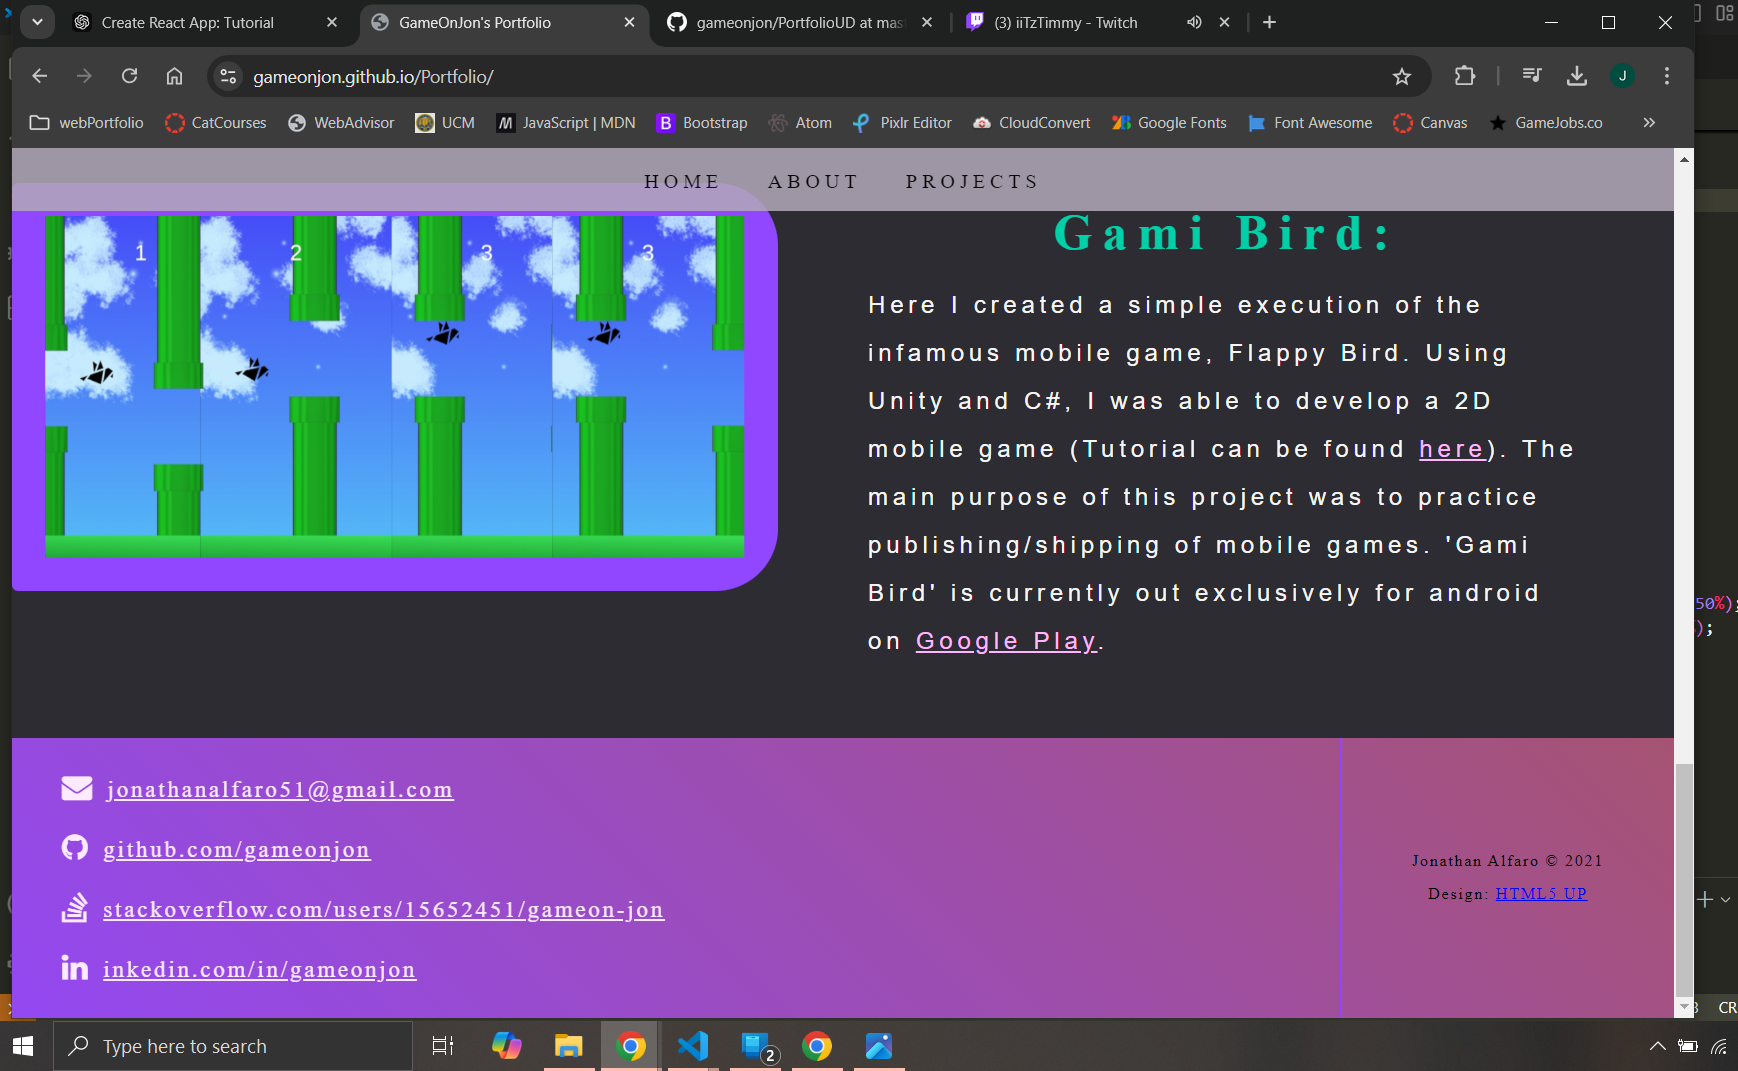 Create React App: Tutorial
GameOnJon's Portfolio
gameonjon/PortfolioUD at mas
(3) iiTzTimmy - Twitch
gameonjon.github.io/Portfolio/
J
webPortfolio
CatCourses
WebAdvisor
UCM
JavaScript | MDN
Bootstrap
Atom
Pixlr Editor
CloudConvert
Google Fonts
Font Awesome
Canvas
GameJobs.co
HOME ABOUT PROJECTS
1 2 3 3
Gami Bird:
Here I created a simple execution of the
infamous mobile game, Flappy Bird. Using
Unity and C#, I was able to develop a 2D
mobile game (Tutorial can be found here). The
main purpose of this project was to practice
publishing/shipping of mobile games. 'Gami
Bird' is currently out exclusively for android
on Google Play.
50%);
);
jonathanalfaro51@gmail.com
github.com/gameonjon
stackoverflow.com/users/15652451/gameon-jon
inkedin.com/in/gameonjon
Jonathan Alfaro © 2021
Design: HTML5 UP
CR
Type here to search
2